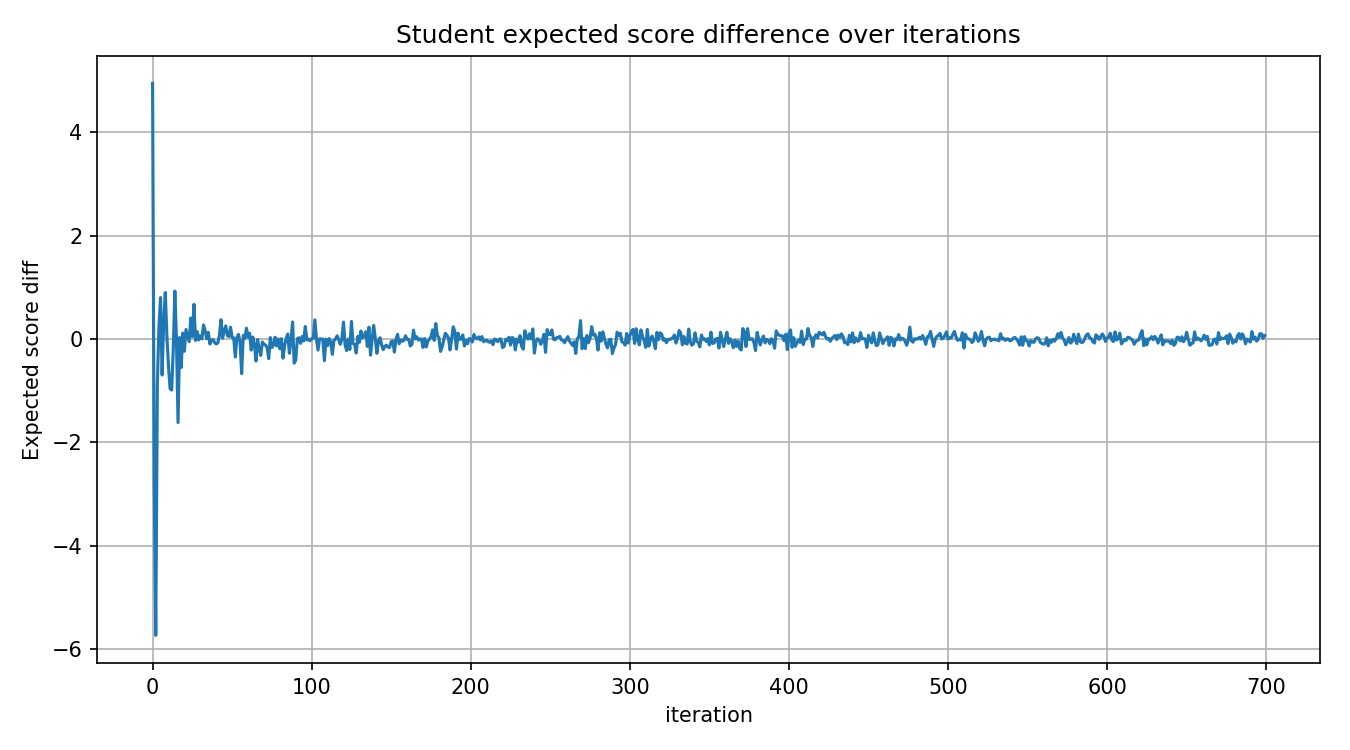 Student expected score difference over iterations
Expected score diff
4
2
0
−2
−4
−6
0 100 200 300 400 500 600 700
iteration